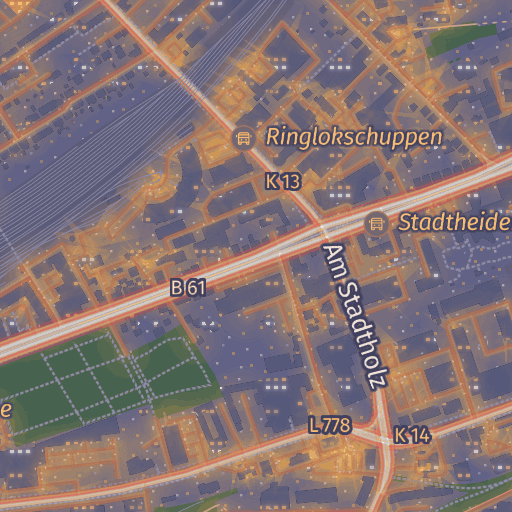 Ringlokschuppen
K 13
Stadtheide
B 61
Am Stadtholz
e
L 778
K 14